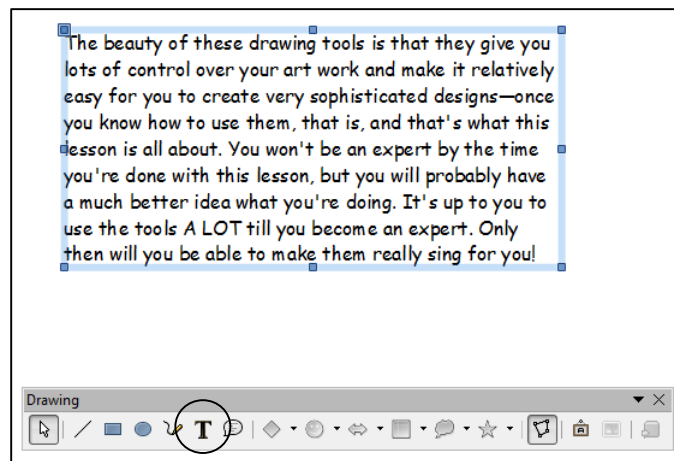 The beauty of these drawing tools is that they give you
lots of control over your art work and make it relatively
easy for you to create very sophisticated designs—once
you know how to use them, that is, and that's what this
lesson is all about. You won't be an expert by the time
you're done with this lesson, but you will probably have
a much better idea what you're doing. It's up to you to
use the tools A LOT till you become an expert. Only
then will you be able to make them really sing for you!
Drawing
T